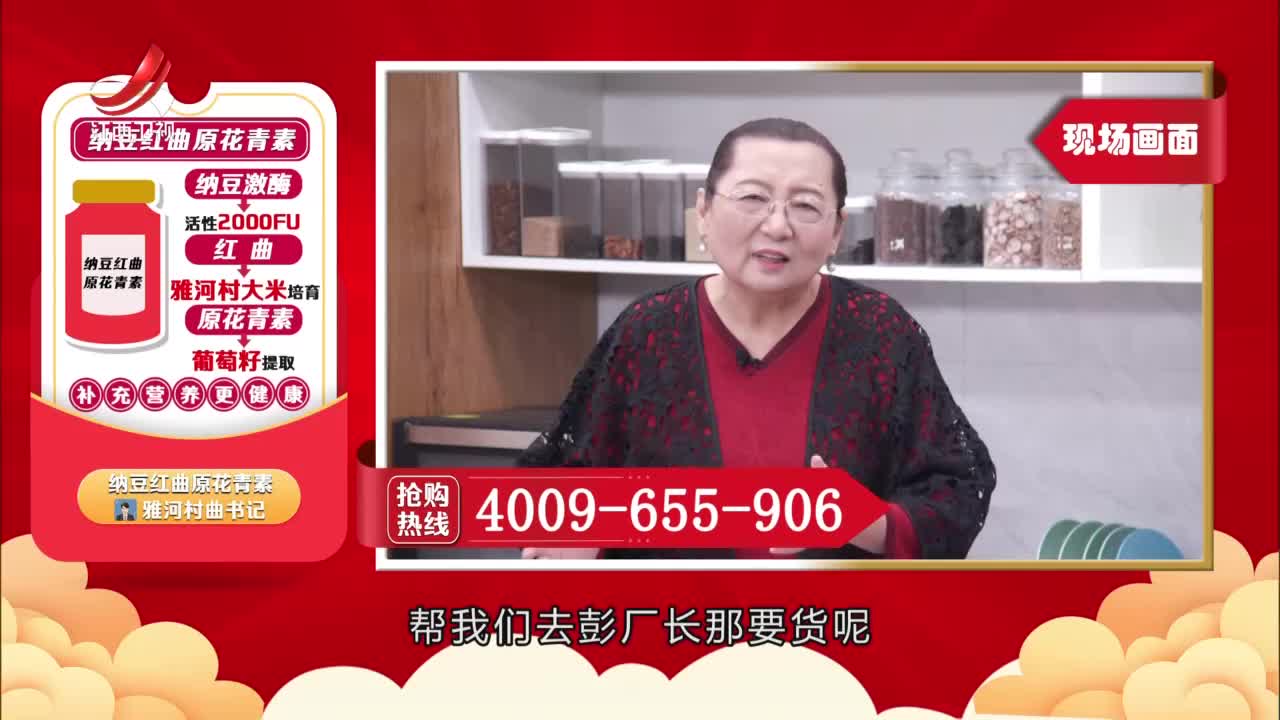 江西卫视
纳豆红曲原花青素
纳豆激酶
活性2000FU
红曲
雅河村大米培育
原花青素
葡萄籽提取
纳豆红曲
原花青素
补充营养更健康
纳豆红曲原花青素
雅河村曲书记
现场画面
抢购
热线
4009-655-906
帮我们去彭厂长那要货呢